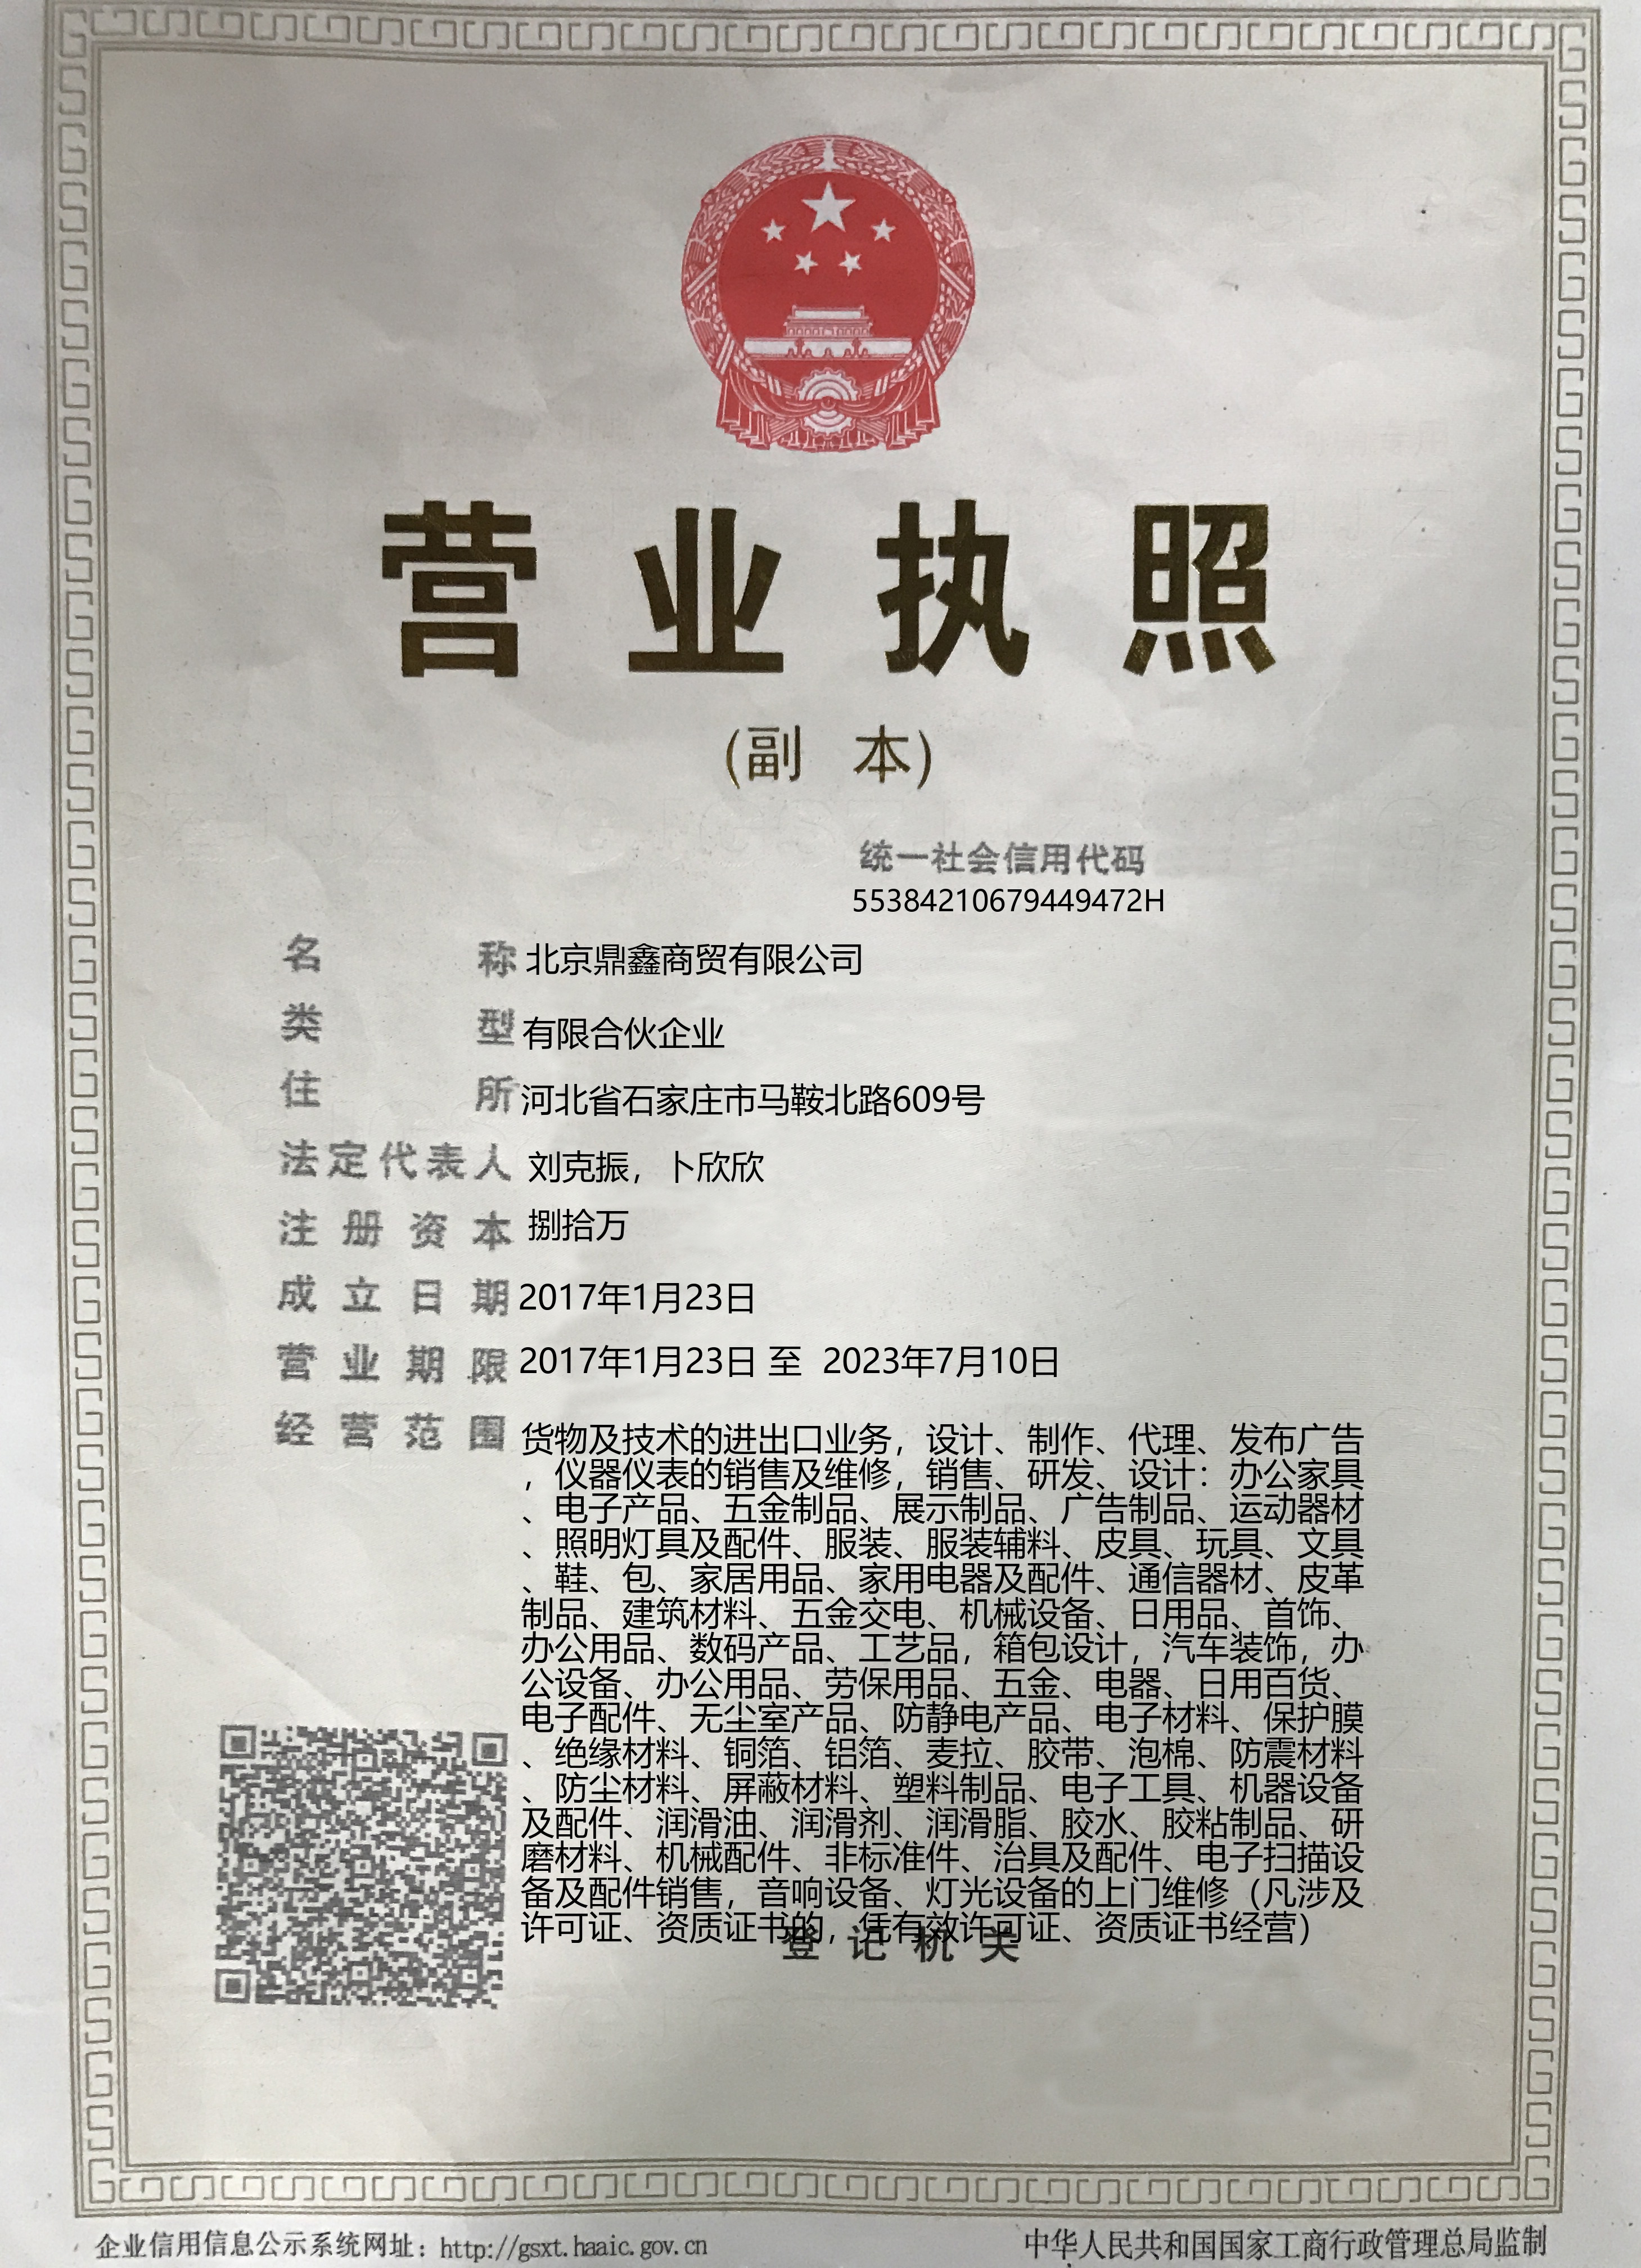 营业执照
(副 本)
统一社会信用代码
55384210679449472H
名 称 北京鼎鑫商贸有限公司
类 型 有限合伙企业
住 所 河北省石家庄市马鞍北路609号
法定代表人 刘克振，卜欣欣
注册资本 捌拾万
成立日期 2017年1月23日
营业期限 2017年1月23日 至 2023年7月10日
经营范围 货物及技术的进出口业务，设计、制作、代理、发布广告
，仪器仪表的销售及维修，销售、研发、设计：办公家具
、电子产品、五金制品、展示制品、广告制品、运动器材
、照明灯具及配件、服装、服装辅料、皮具、玩具、文具
、鞋、包、家居用品、家用电器及配件、通信器材、皮革
制品、建筑材料、五金交电、机械设备、日用品、首饰、
办公用品、数码产品、工艺品，箱包设计，汽车装饰，办
公设备、办公用品、劳保用品、五金、电器、日用百货、
电子配件、无尘室产品、防静电产品、电子材料、保护膜
、绝缘材料、铜箔、铝箔、麦拉、胶带、泡棉、防震材料
、防尘材料、屏蔽材料、塑料制品、电子工具、机器设备
及配件、润滑油、润滑剂、润滑脂、胶水、胶粘制品、研
磨材料、机械配件、非标准件、治具及配件、电子扫描设
备及配件销售，音响设备、灯光设备的上门维修（凡涉及
许可证、资质证书的，凭有效许可证、资质证书经营）
登记机关
企业信用信息公示系统网址：http://gsxt.haaic.gov.cn
中华人民共和国国家工商行政管理总局监制